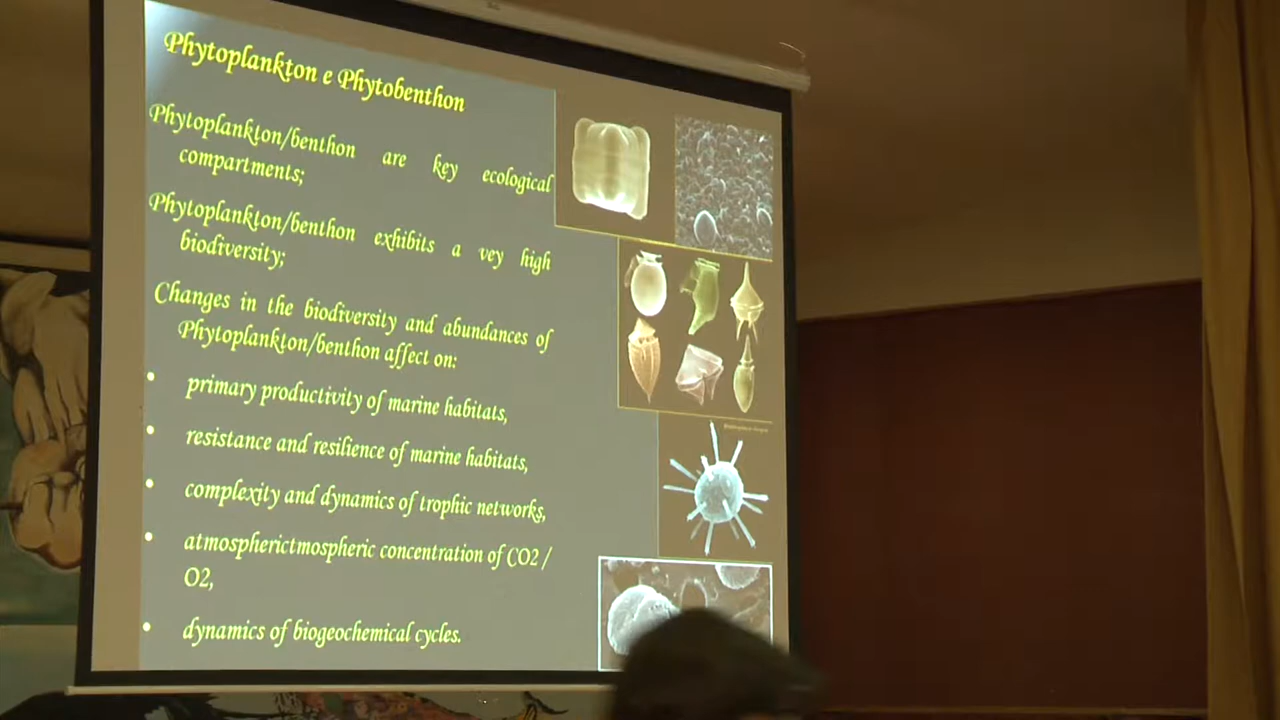 Phytoplankton e Phytobenthon
Phytoplankton/benthon are key ecological
compartments;
Phytoplankton/benthon exhibits a vey high
biodiversity;
Changes in the biodiversity and abundances of
Phytoplankton/benthon affect on:
• primary productivity of marine habitats,
• resistance and resilience of marine habitats,
• complexity and dynamics of trophic networks,
• atmospherictmospheric concentration of CO2 /
O2,
• dynamics of biogeochemical cycles.